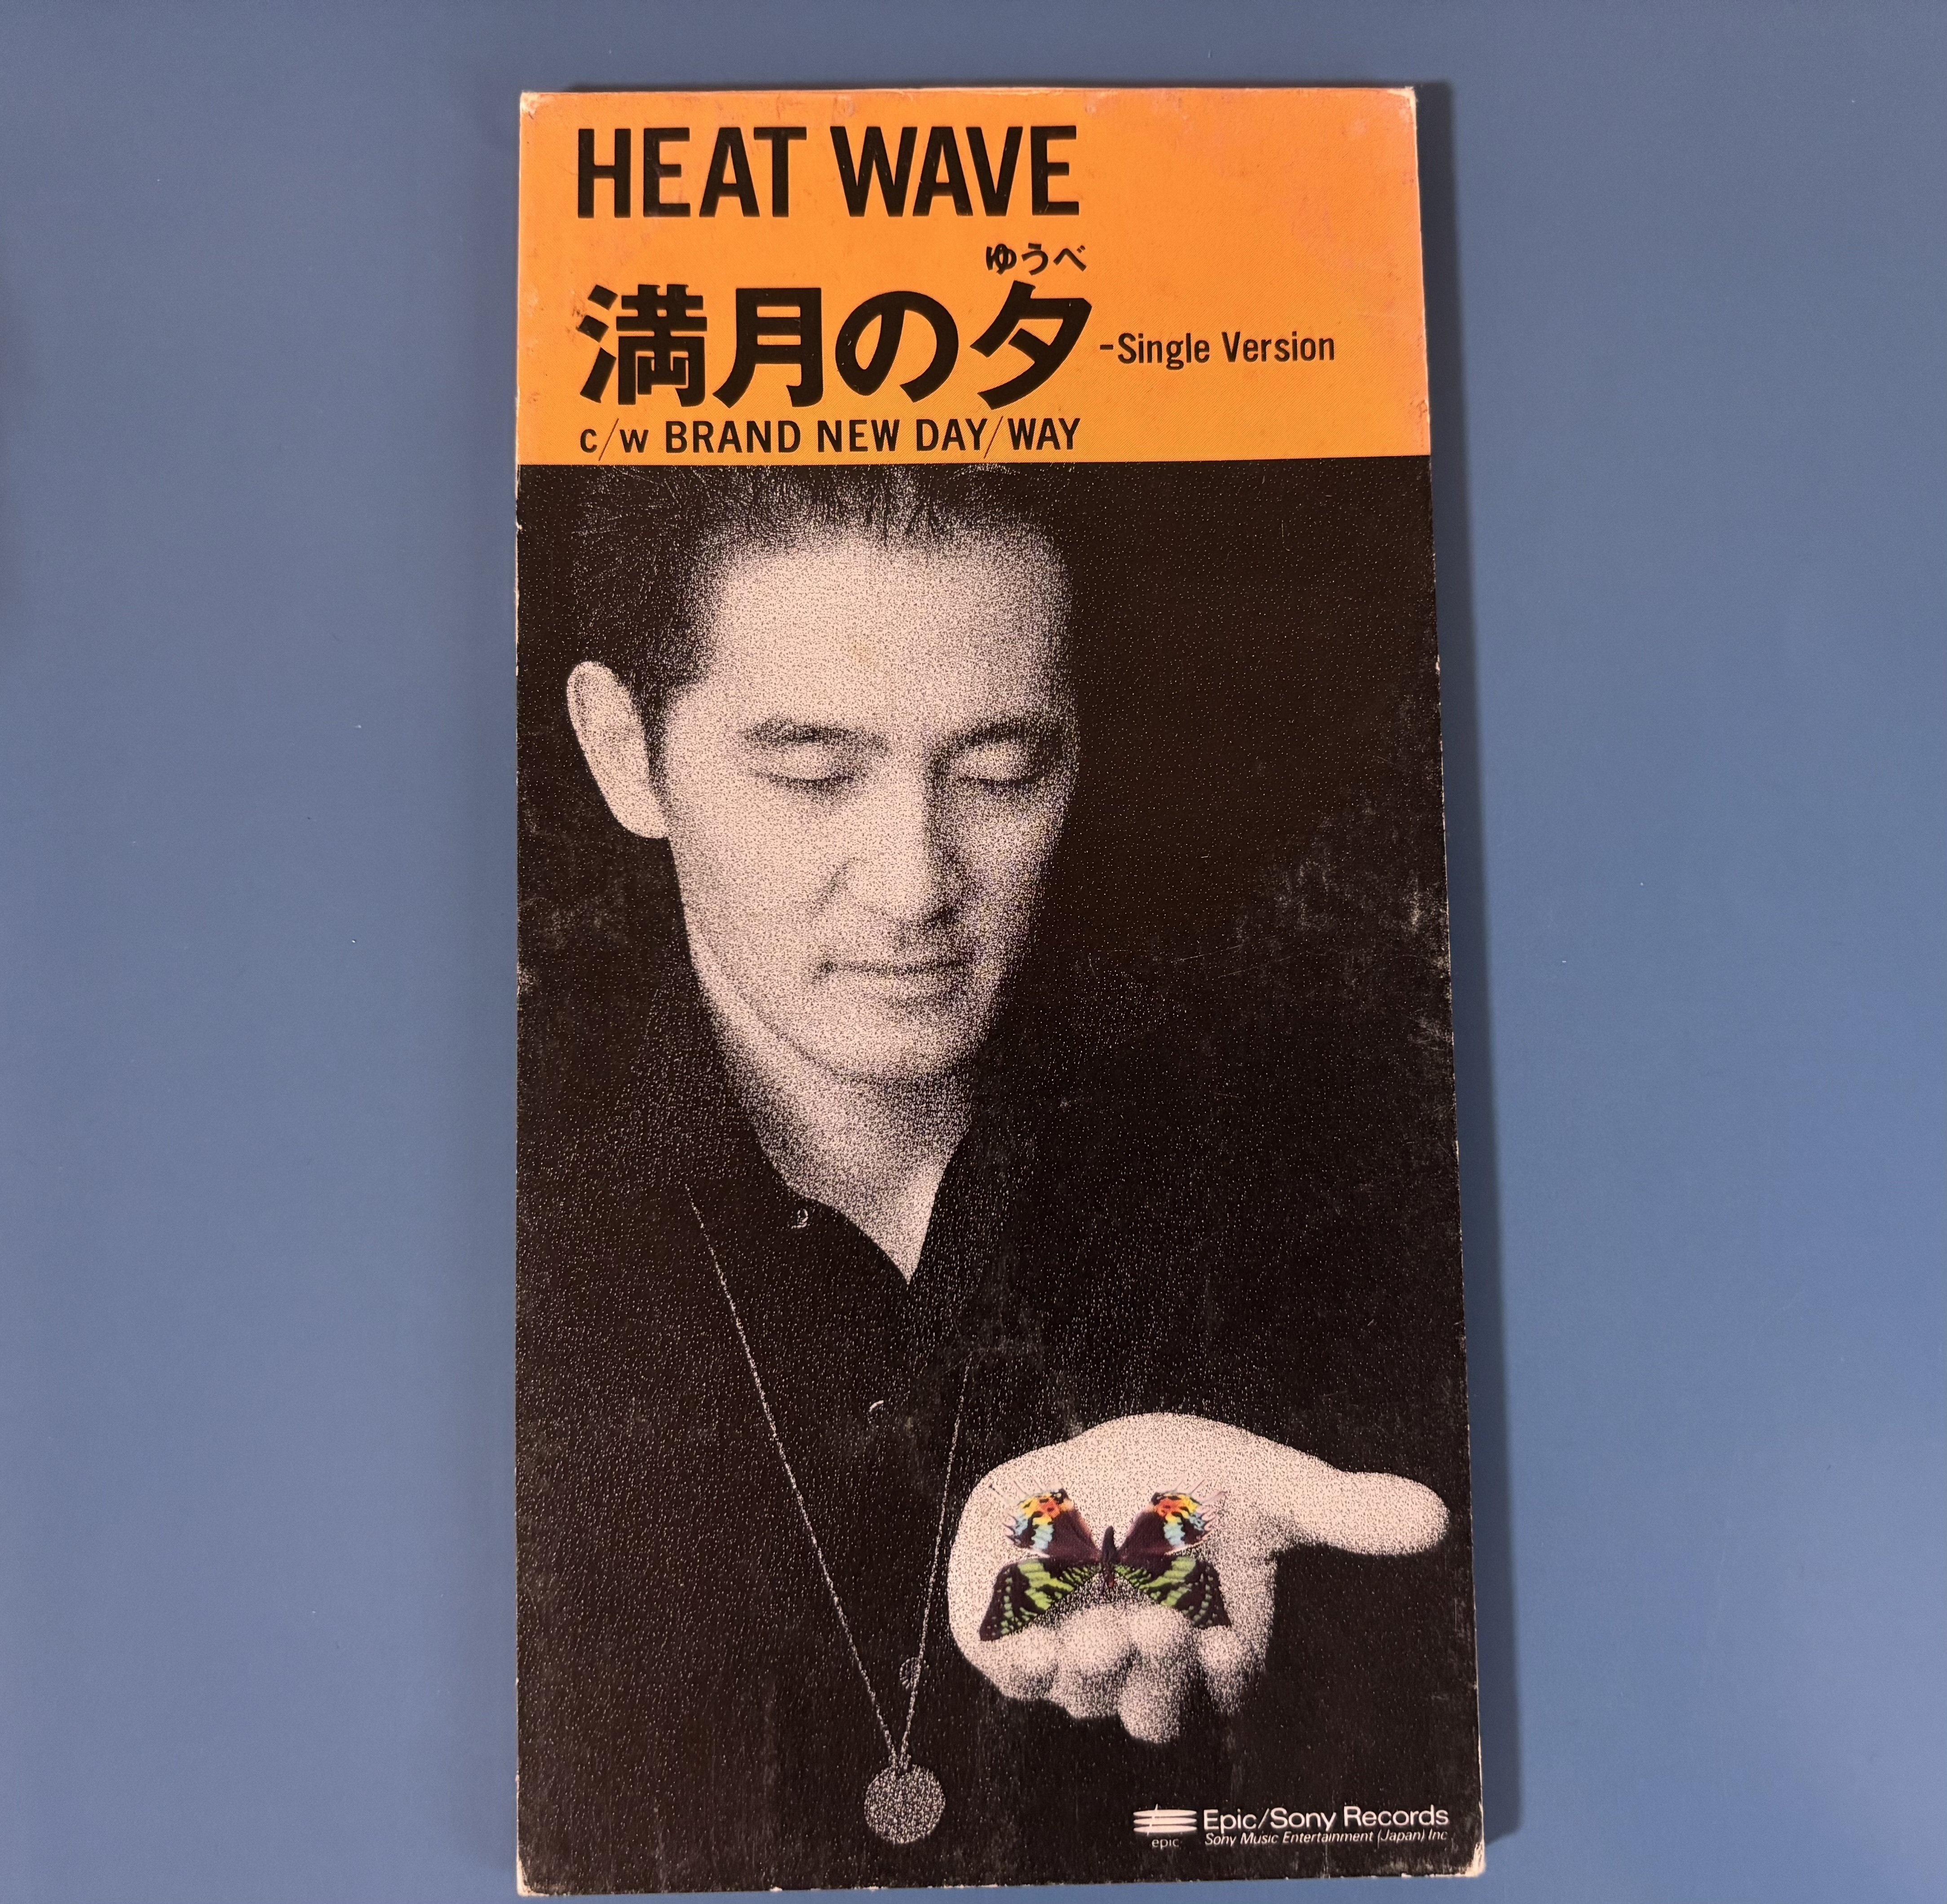 HEAT WAVE
ゆうべ
満月の夕 -Single Version
c/w BRAND NEW DAY/WAY
Epic/Sony Records
epic
Sony Music Entertainment (Japan) Inc